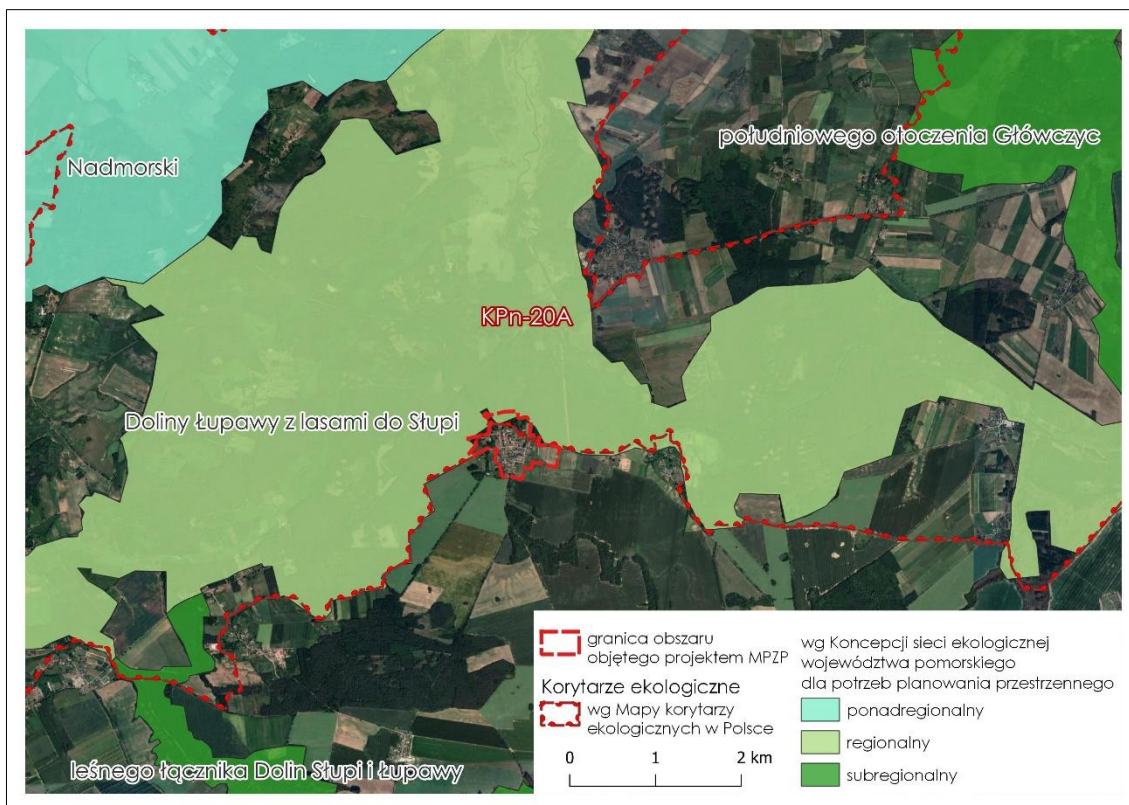 południowego otoczenia Główczyc
Nadmorski
KPn-20A
Doliny Łupawy z lasami do Słupi
leśnego łącznika Dolin Słupi i Łupawy
granica obszaru
objętego projektem MPZP
Korytarze ekologiczne
wg Mapy korytarzy
ekologicznych w Polsce
0 1 2 km
wg Koncepcji sieci ekologicznej
województwa pomorskiego
dla potrzeb planowania przestrzennego
ponadregionalny
regionalny
subregionalny